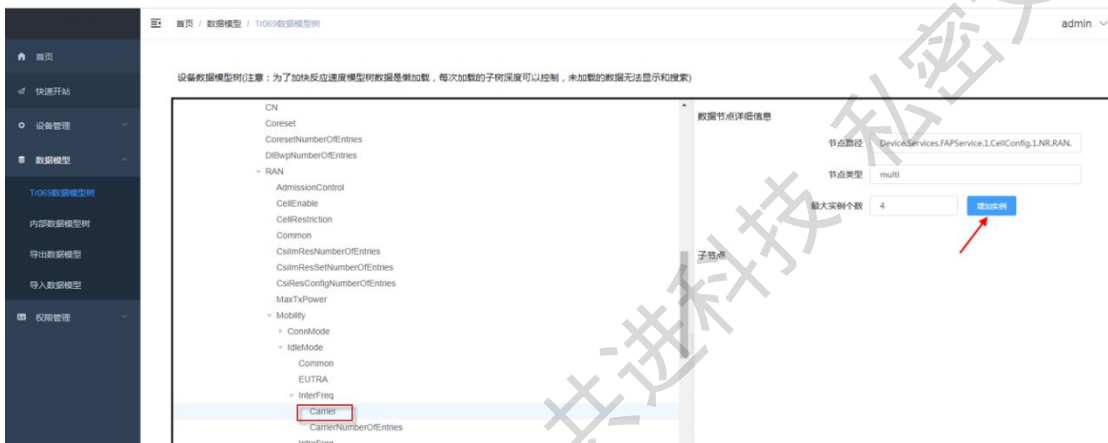 首页 / 数据模型 / Tr069数据模型树
admin
首页
快速开站
设备管理
数据模型
Tr069数据模型树
内部数据模型树
导出数据模型
导入数据模型
权限管理
设备数据模型树(注意：为了加快反应速度模型树数据是懒加载，每次加载的子树深度可以控制，未加载的数据无法显示和搜索)
CN
Coreset
CoresetNumberOfEntries
DlBwpNumberOfEntries
RAN
AdmissionControl
CellEnable
CellRestriction
Common
CsiImResNumberOfEntries
CsiImResSetNumberOfEntries
CsiResConfigNumberOfEntries
MaxTxPower
Mobility
ConnMode
IdleMode
Common
EUTRA
InterFreq
Carrier
CarrierNumberOfEntries
IntraFreq
数据节点详细信息
节点路径 Device.Services.FAPService.1.CellConfig.1.NR.RAN.
节点类型 multi
最大实例个数 4 增加实例
子节点
共进科技 私密文